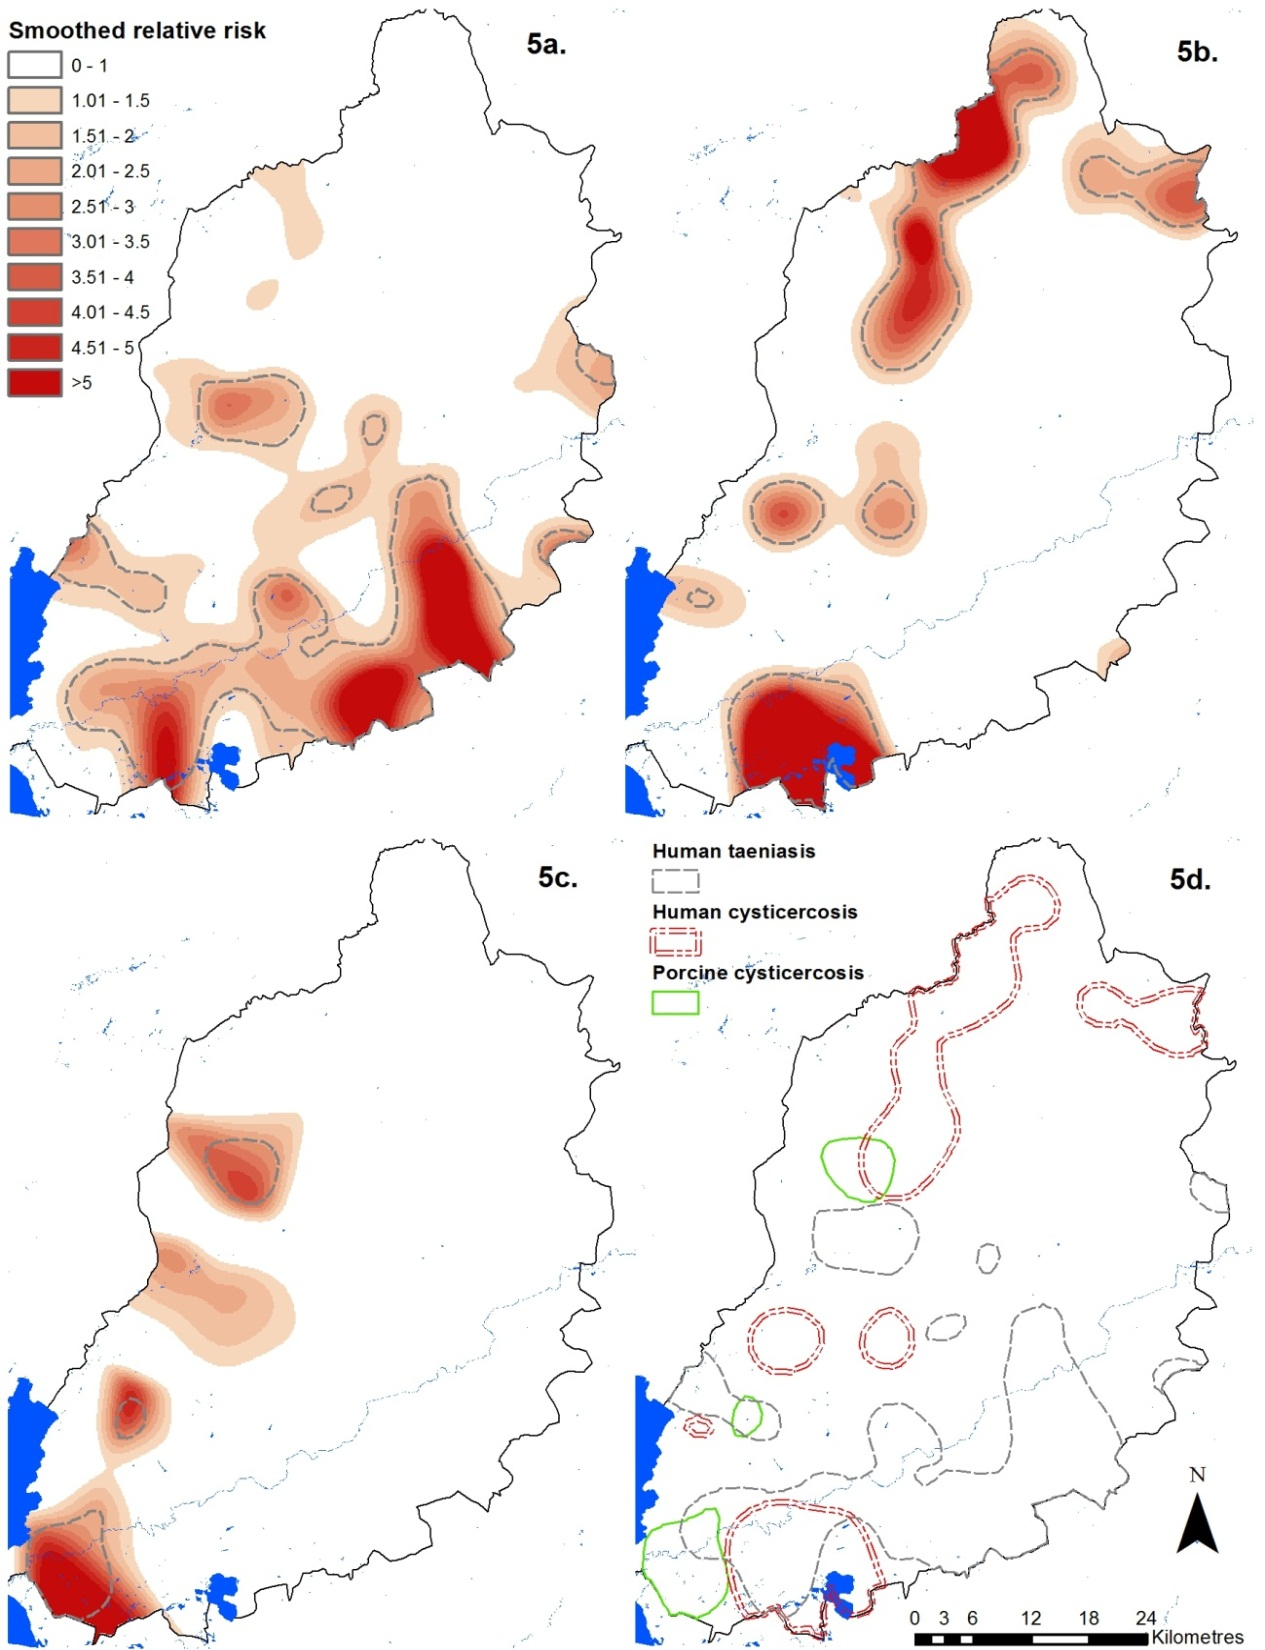 Smoothed relative risk
0 - 1
1.01 - 1.5
1.51 - 2
2.01 - 2.5
2.51 - 3
3.01 - 3.5
3.51 - 4
4.01 - 4.5
4.51 - 5
>5
5a.
5b.
5c.
Human taeniasis
Human cysticercosis
Porcine cysticercosis
5d.
N
0 3 6 12 18 24
Kilometres